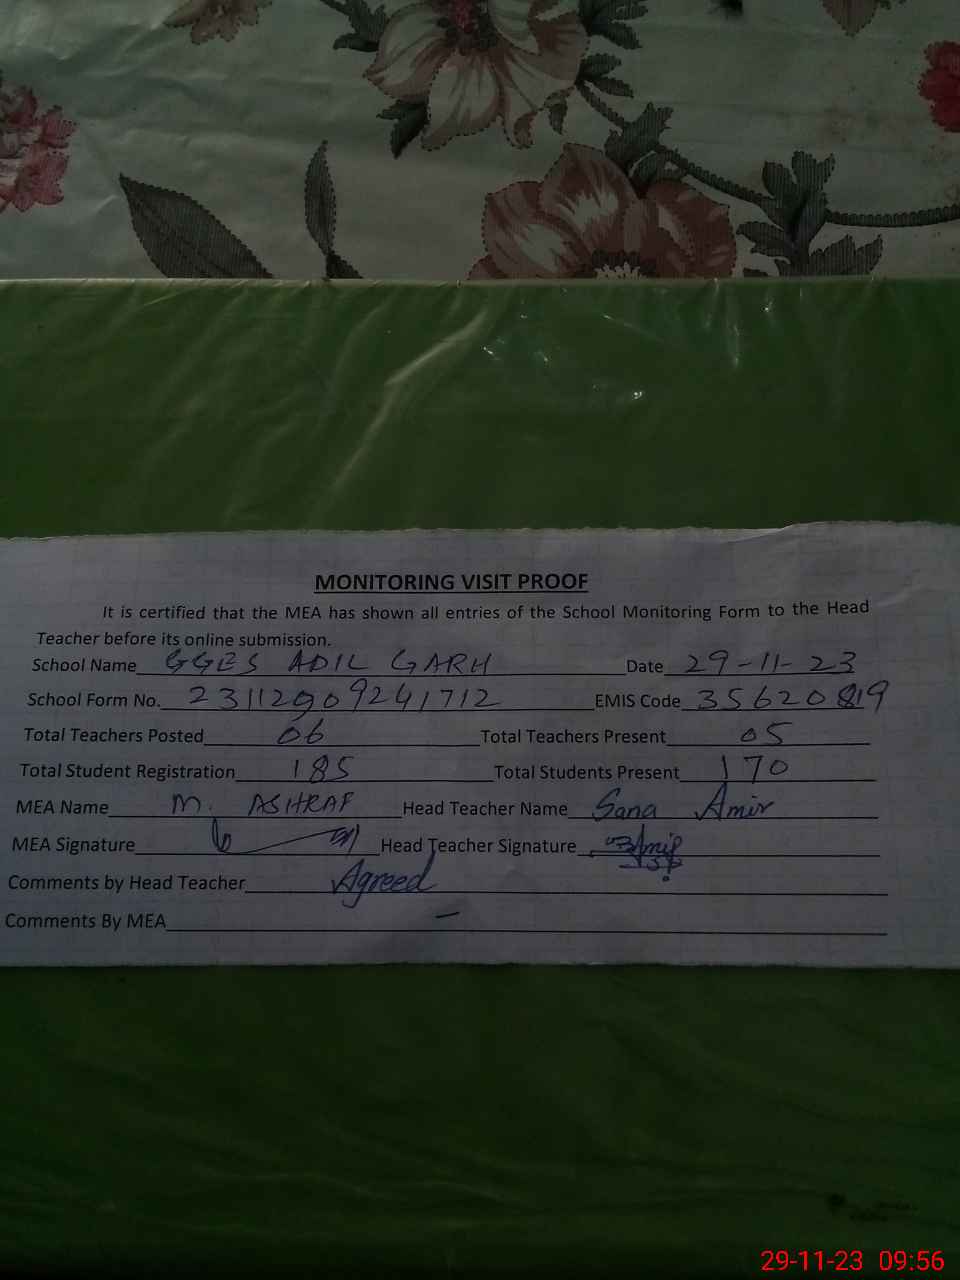 MONITORING VISIT PROOF
It is certified that the MEA has shown all entries of the School Monitoring Form to the Head
Teacher before its online submission.
School Name GGES ADIL GARH Date 29-11-23
School Form No. 23112909241712 EMIS Code 35620819
Total Teachers Posted 06 Total Teachers Present 05
Total Student Registration 185 Total Students Present 170
MEA Name M. ASHRAF Head Teacher Name Sana Amir
MEA Signature Head Teacher Signature
Comments by Head Teacher Agreed
Comments By MEA –
29-11-23 09:56